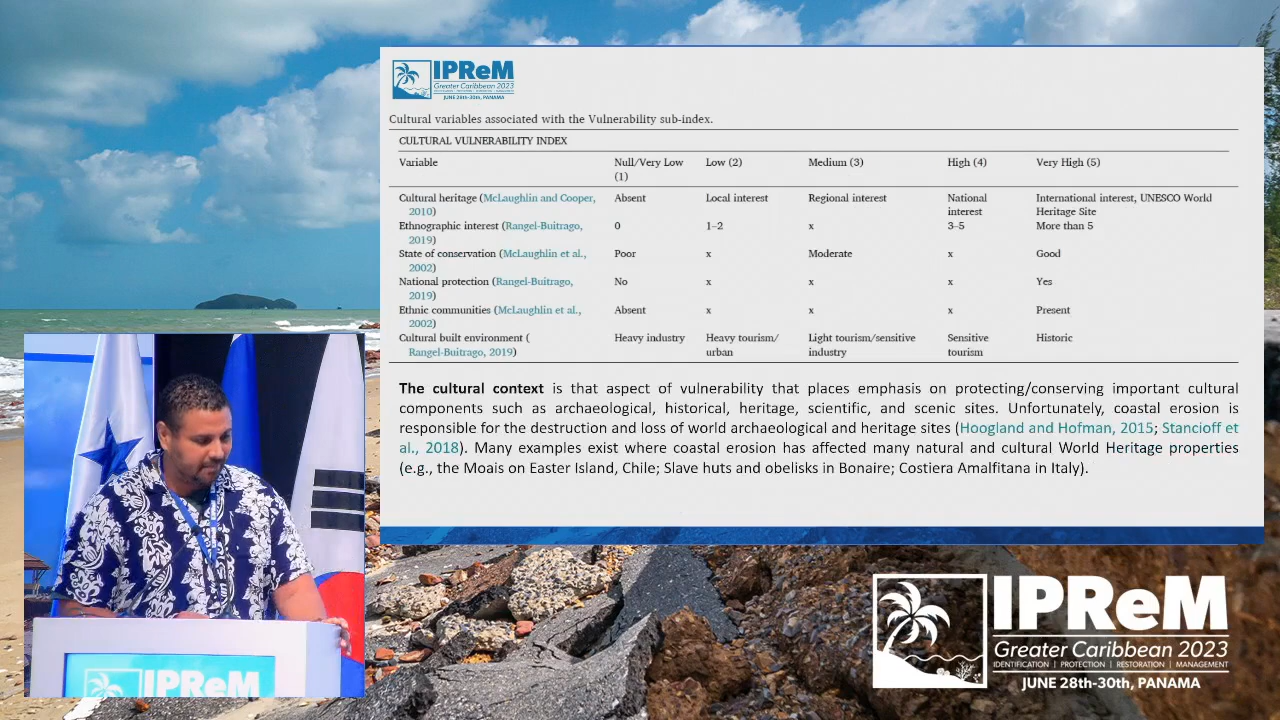 IPReM
Greater Caribbean 2023
IDENTIFICATION | PROTECTION | RESTORATION | MANAGEMENT
JUNE 28th-30th, PANAMA
Cultural variables associated with the Vulnerability sub-index.
CULTURAL VULNERABILITY INDEX
Variable Null/Very Low (1) Low (2) Medium (3) High (4) Very High (5)
Cultural heritage (McLaughlin and Cooper, 2010) Absent Local interest Regional interest National interest International interest, UNESCO World Heritage Site
Ethnographic interest (Rangel-Buitrago, 2019) 0 1–2 x 3–5 More than 5
State of conservation (McLaughlin et al., 2002) Poor x Moderate x Good
National protection (Rangel-Buitrago, 2019) No x x x Yes
Ethnic communities (McLaughlin et al., 2002) Absent x x x Present
Cultural built environment ( Rangel-Buitrago, 2019) Heavy industry Heavy tourism/ urban Light tourism/sensitive industry Sensitive tourism Historic
The cultural context is that aspect of vulnerability that places emphasis on protecting/conserving important cultural
components such as archaeological, historical, heritage, scientific, and scenic sites. Unfortunately, coastal erosion is
responsible for the destruction and loss of world archaeological and heritage sites (Hoogland and Hofman, 2015; Stancioff et
al., 2018). Many examples exist where coastal erosion has affected many natural and cultural World Heritage properties
(e.g., the Moais on Easter Island, Chile; Slave huts and obelisks in Bonaire; Costiera Amalfitana in Italy).
IPReM
IPReM
Greater Caribbean 2023
IDENTIFICATION | PROTECTION | RESTORATION | MANAGEMENT
JUNE 28th-30th, PANAMA